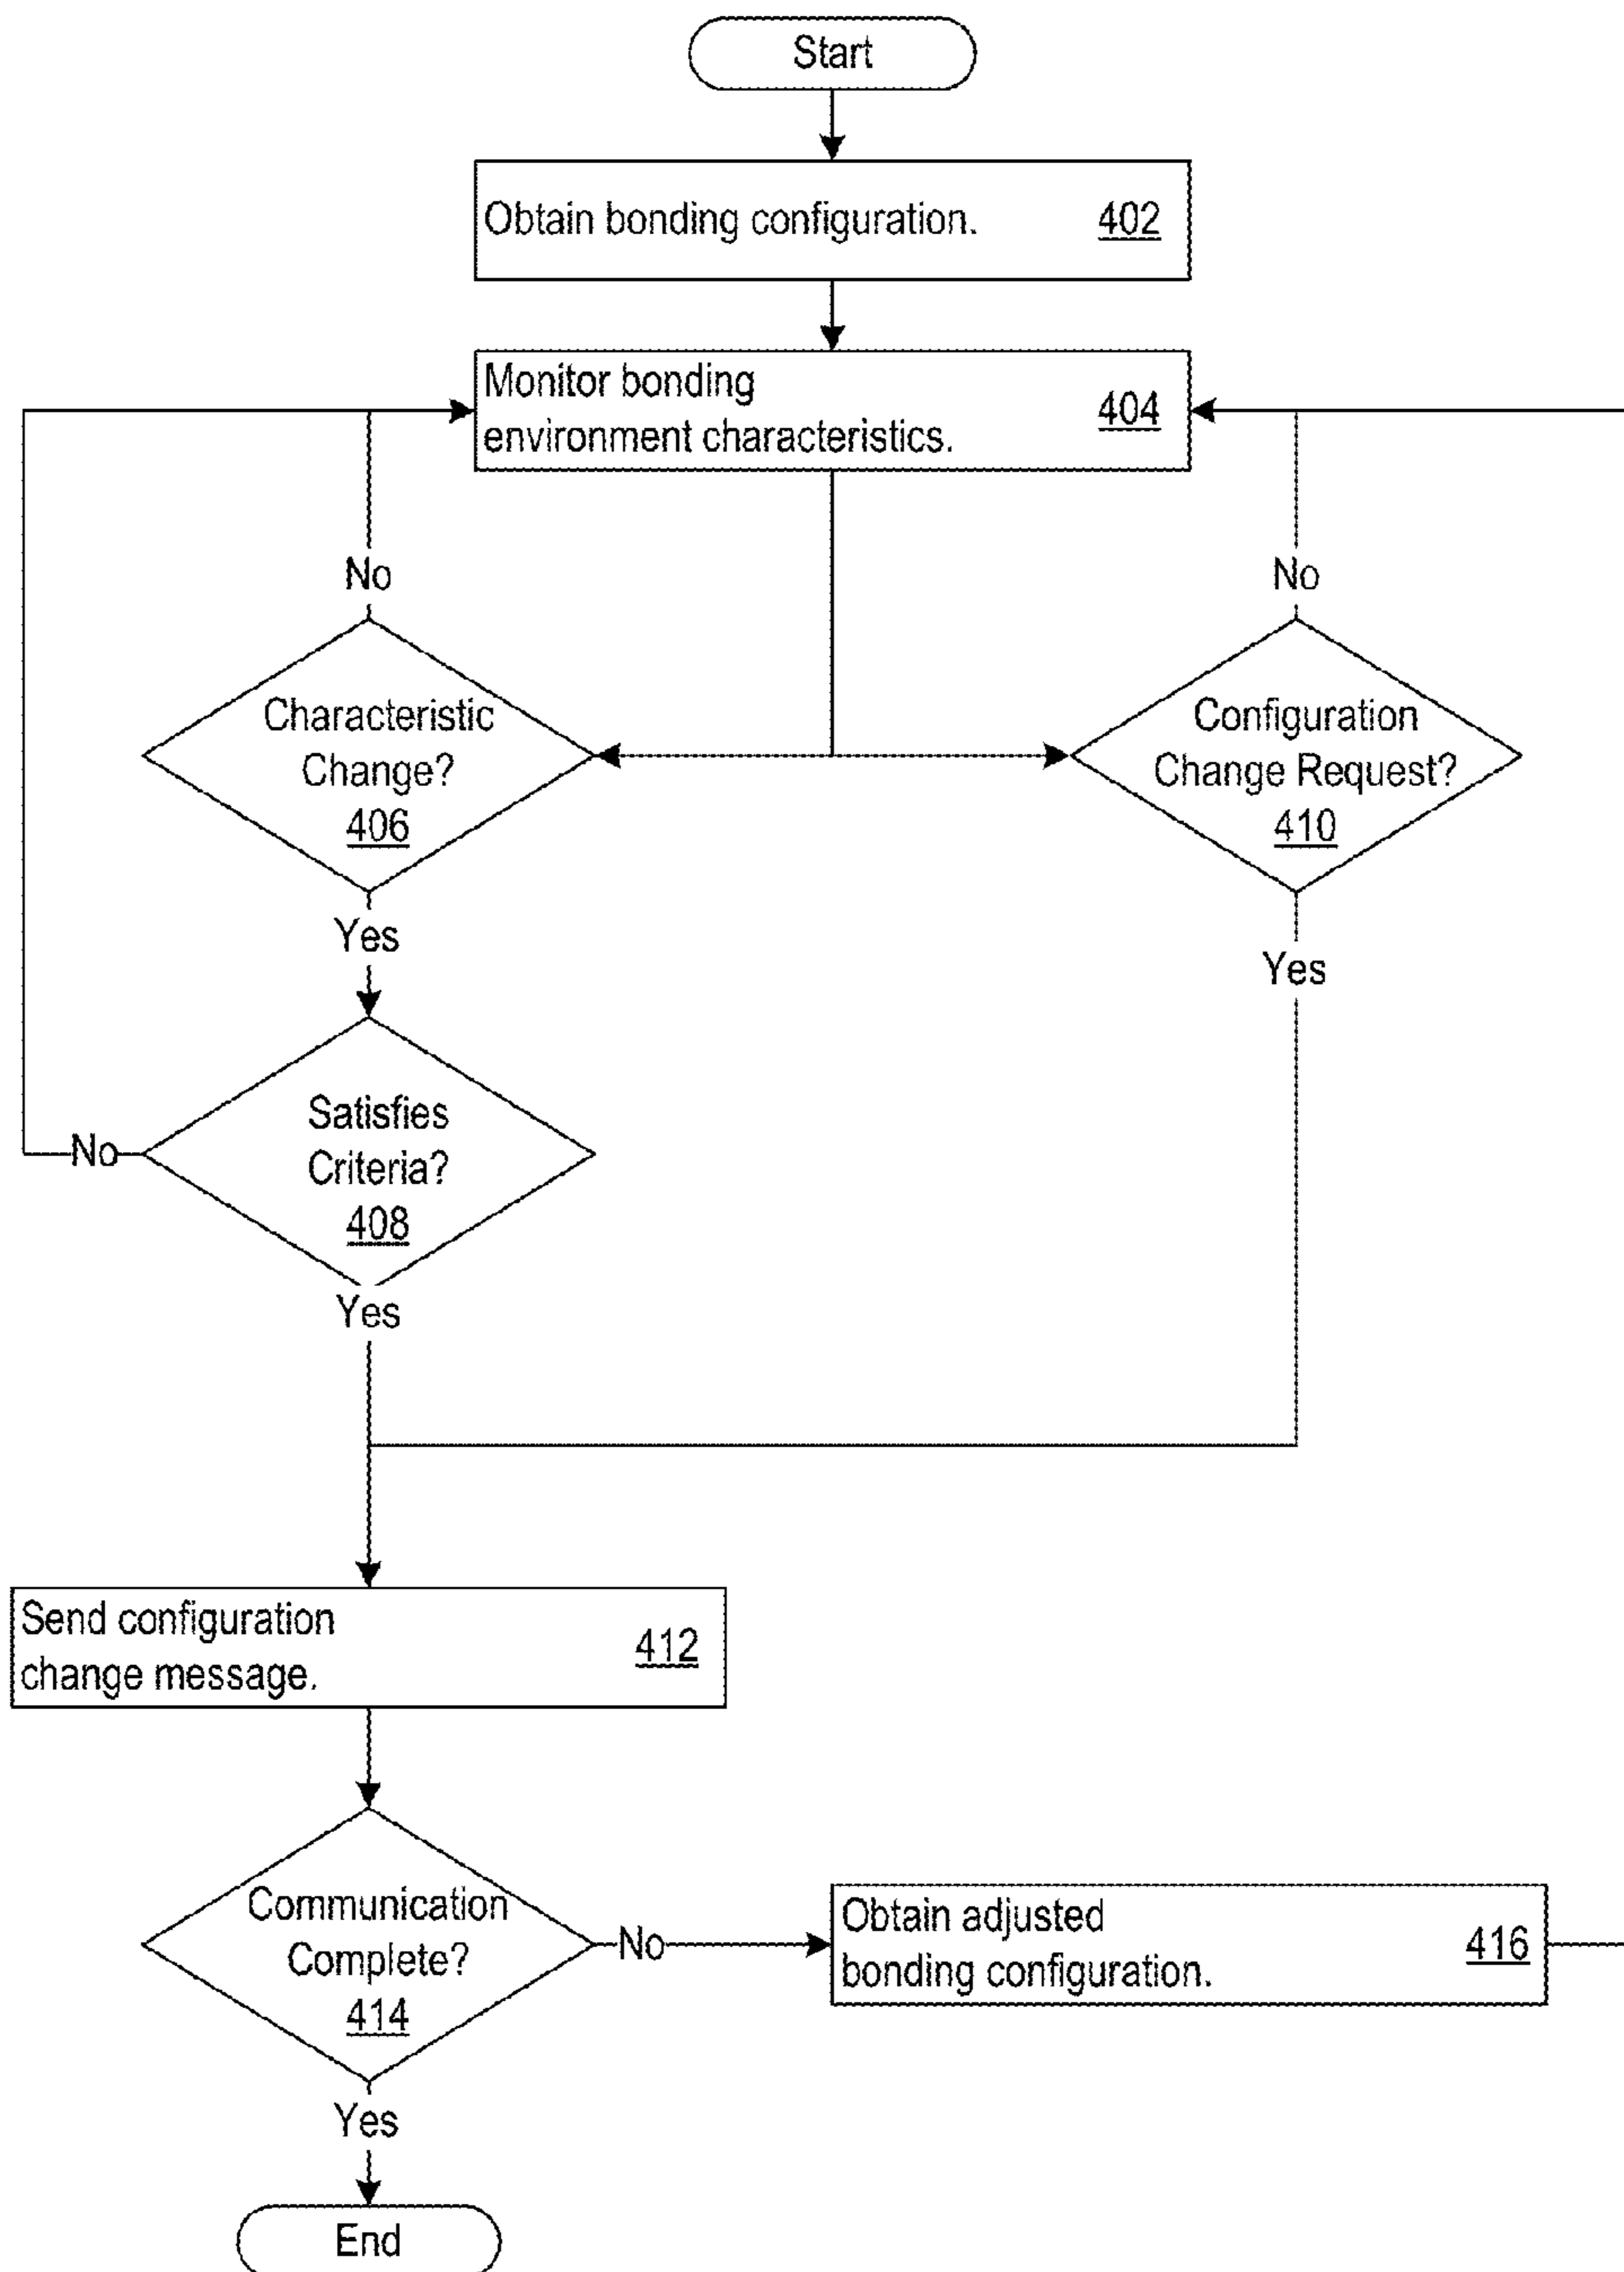 Start
Obtain bonding configuration. 402
Monitor bonding
environment characteristics. 404
No
No
Characteristic
Change?
406
Configuration
Change Request?
410
Yes
Yes
Satisfies
Criteria?
408
No
Yes
Send configuration
change message. 412
Communication
Complete?
414
No
Obtain adjusted
bonding configuration. 416
Yes
End